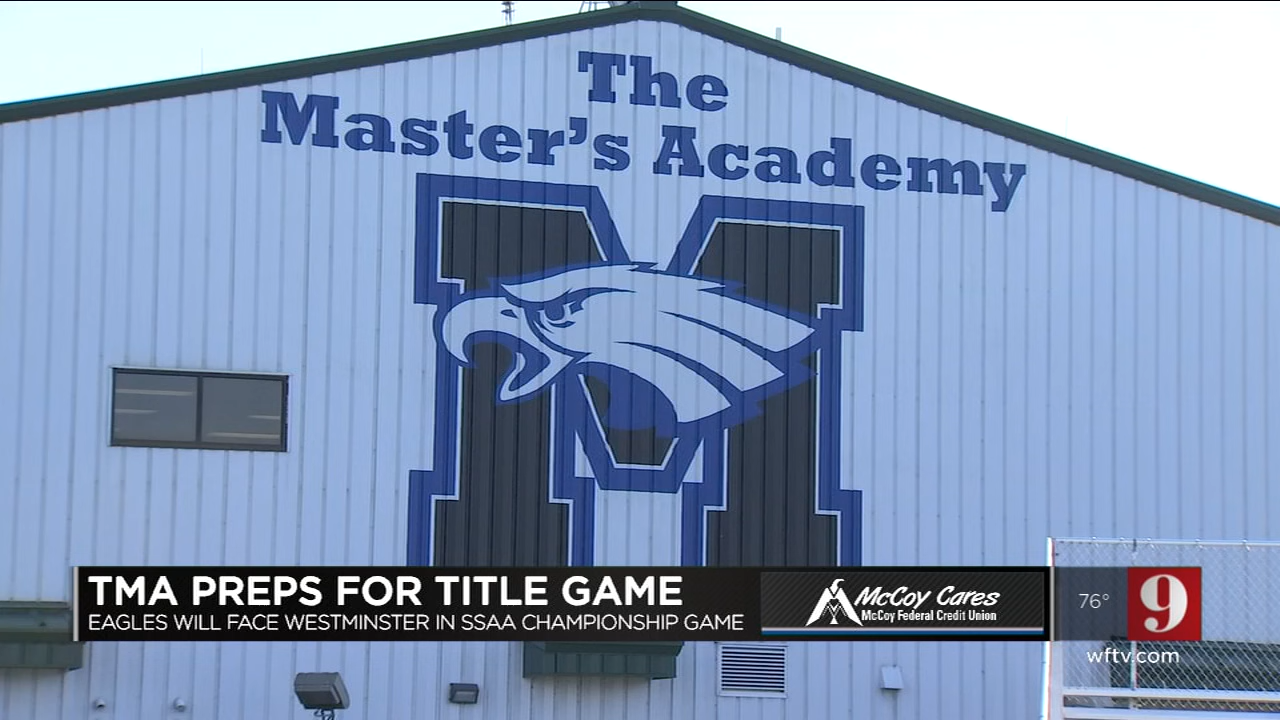 The
Master's Academy
M
TMA PREPS FOR TITLE GAME
EAGLES WILL FACE WESTMINSTER IN SSAA CHAMPIONSHIP GAME
McCoy Cares
McCoy Federal Credit Union
76°
9
wftv.com